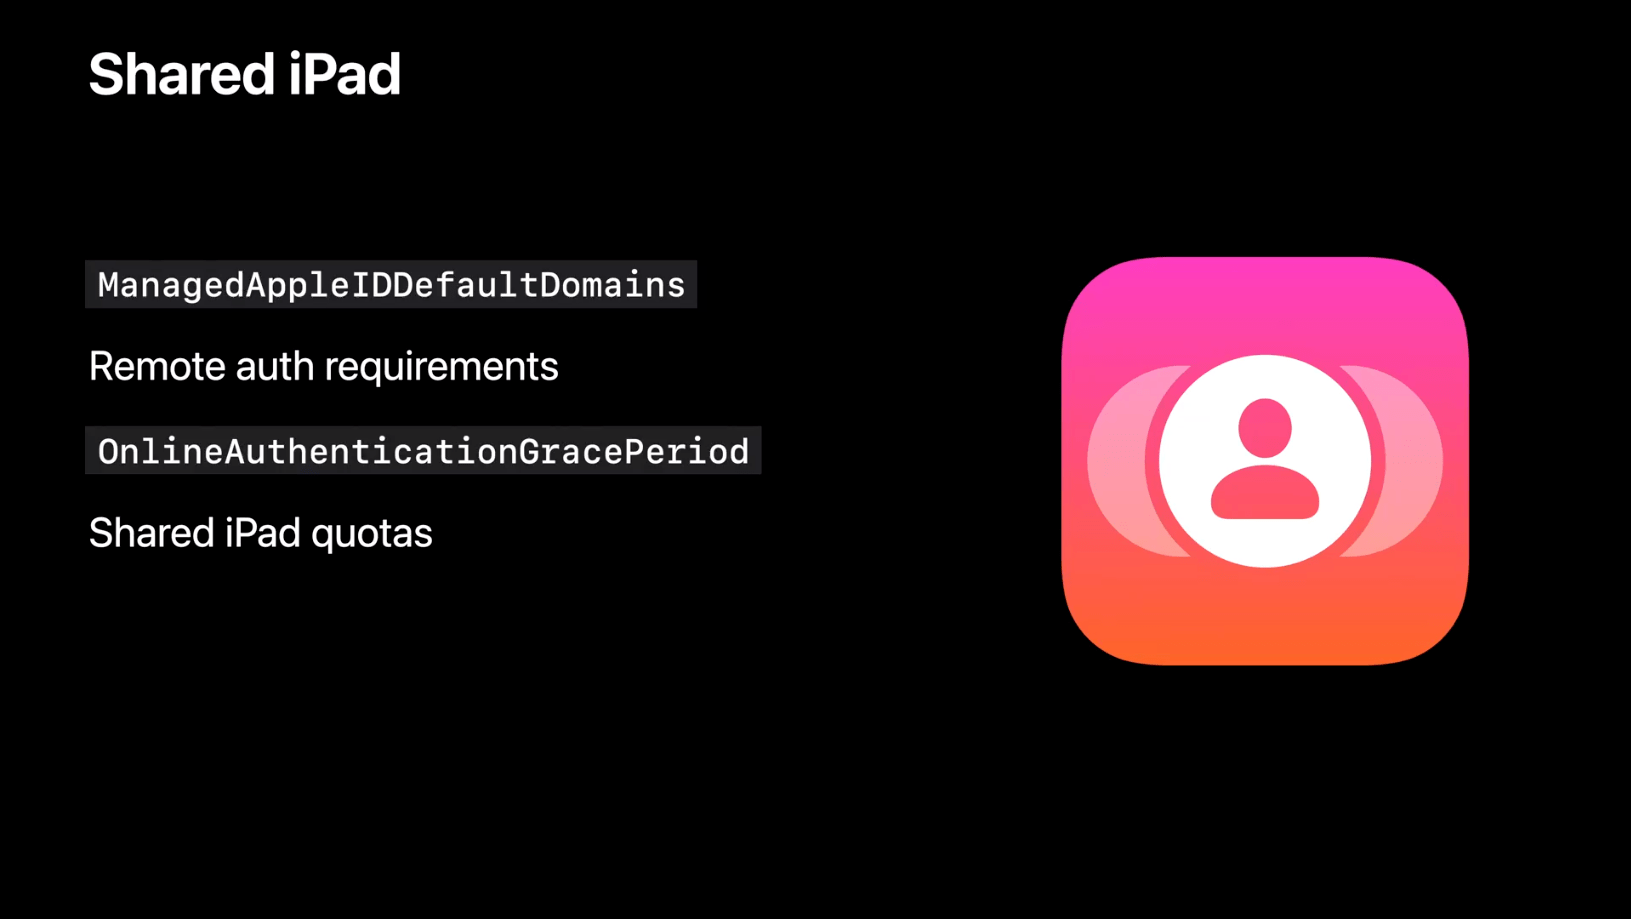 Shared iPad
ManagedAppleIDDefaultDomains
Remote auth requirements
OnlineAuthenticationGracePeriod
Shared iPad quotas